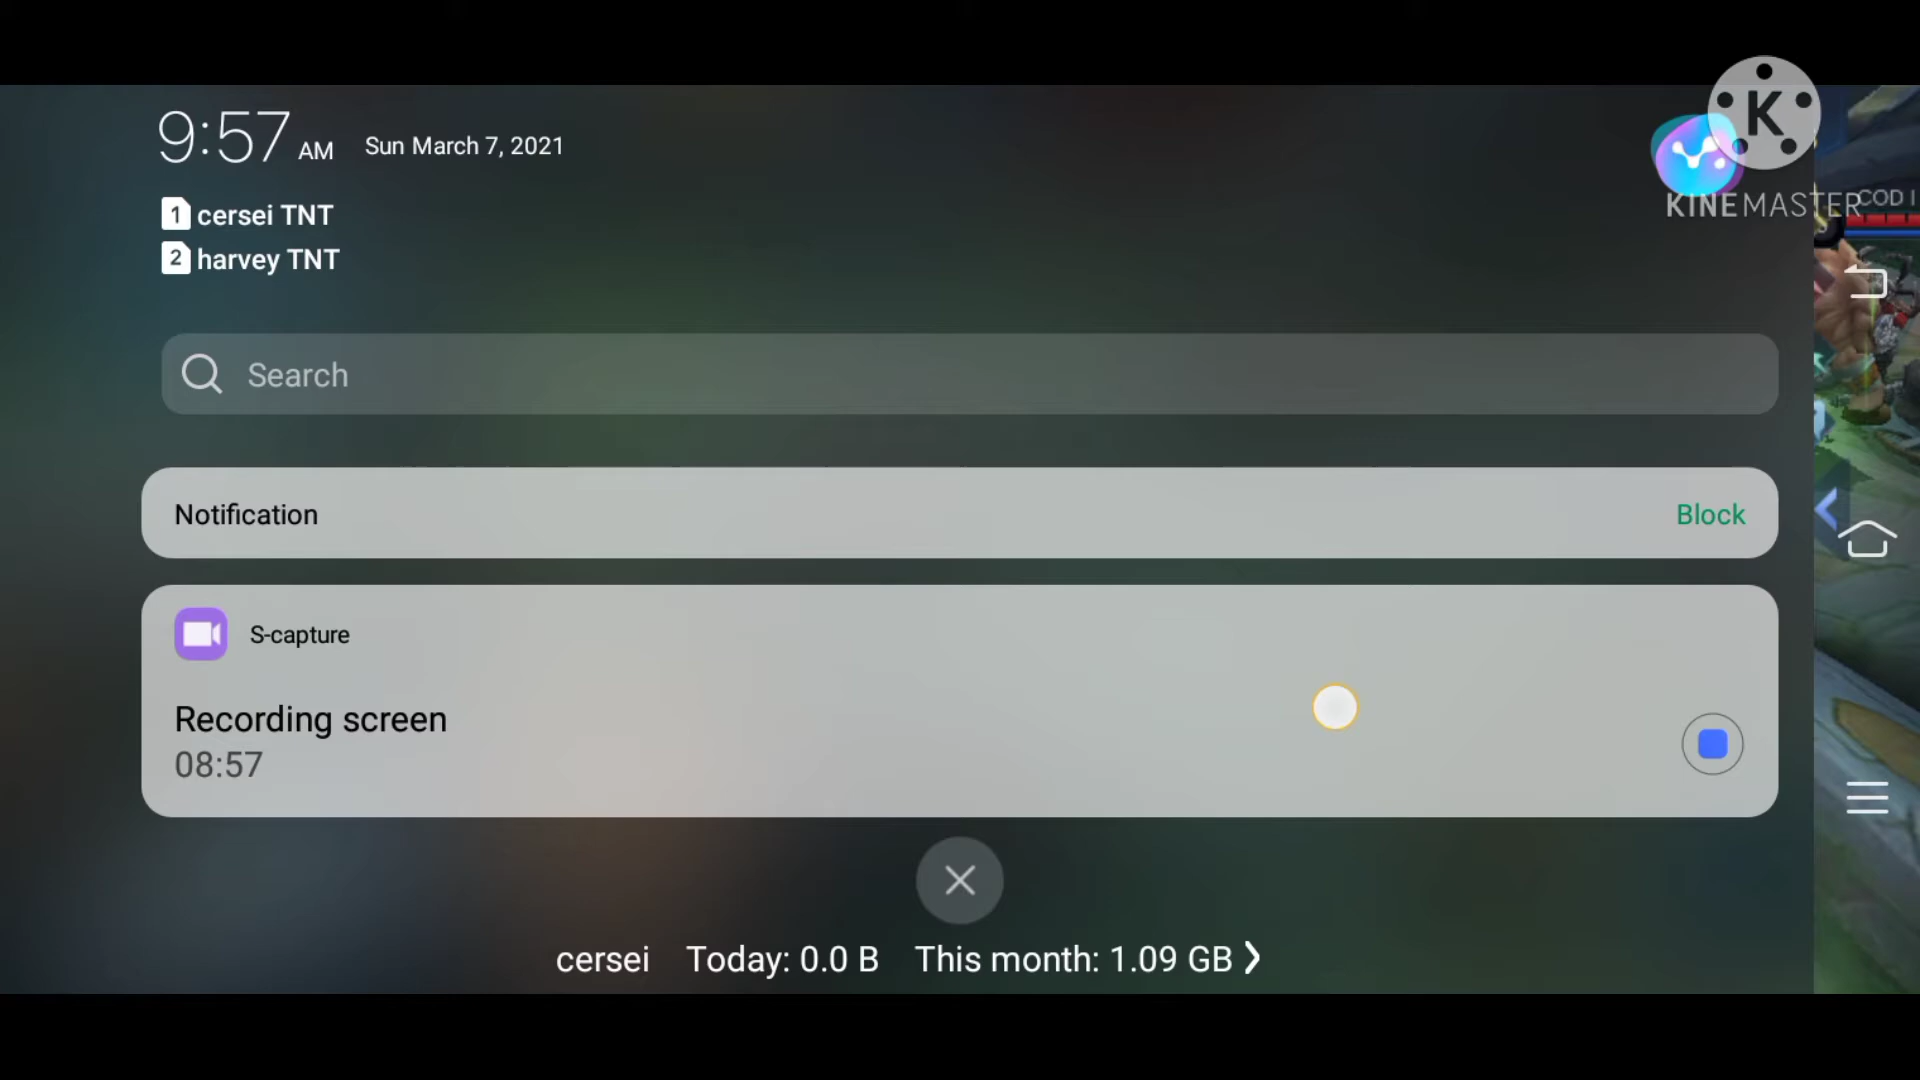 9:57 AM Sun March 7, 2021
K
KINEMASTER
COD
1 cersei TNT
2 harvey TNT
Search
Notification Block
S-capture
Recording screen
08:57
cersei Today: 0.0 B This month: 1.09 GB